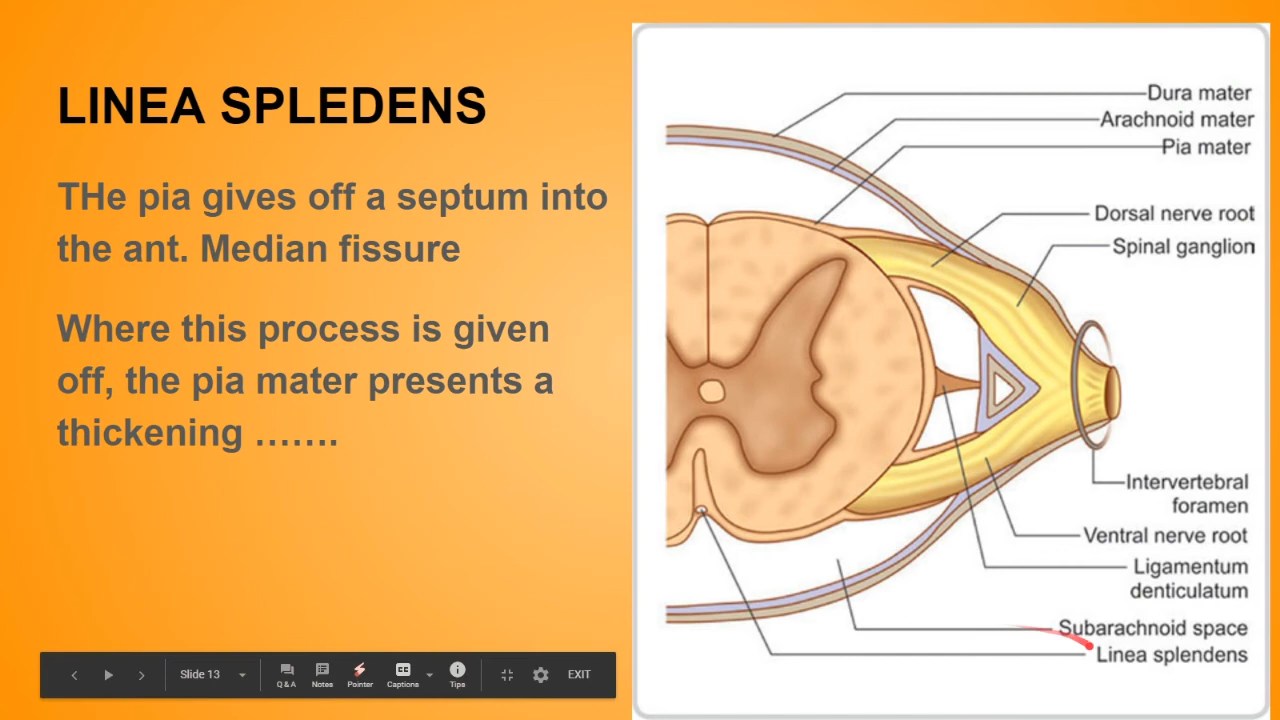 LINEA SPLEDENS
THe pia gives off a septum into
the ant. Median fissure
Where this process is given
off, the pia mater presents a
thickening …….
Dura mater
Arachnoid mater
Pia mater
Dorsal nerve root
Spinal ganglion
Intervertebral
foramen
Ventral nerve root
Ligamentum
denticulatum
Subarachnoid space
Linea splendens
Slide 13
Q & A
Notes
Pointer
Captions
Tips
EXIT